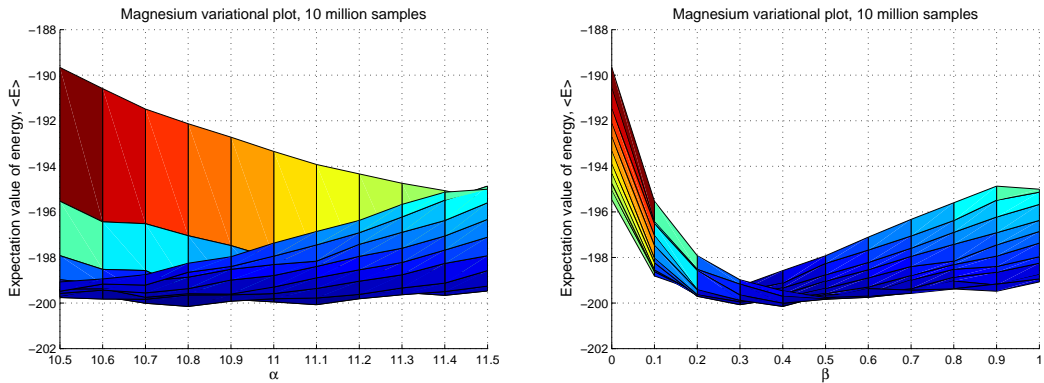 Magnesium variational plot, 10 million samples
Expectation value of energy, <E>
−188
−190
−192
−194
−196
−198
−200
−202
10.5 10.6 10.7 10.8 10.9 11 11.1 11.2 11.3 11.4 11.5
α
Magnesium variational plot, 10 million samples
Expectation value of energy, <E>
−188
−190
−192
−194
−196
−198
−200
−202
0 0.1 0.2 0.3 0.4 0.5 0.6 0.7 0.8 0.9 1
β